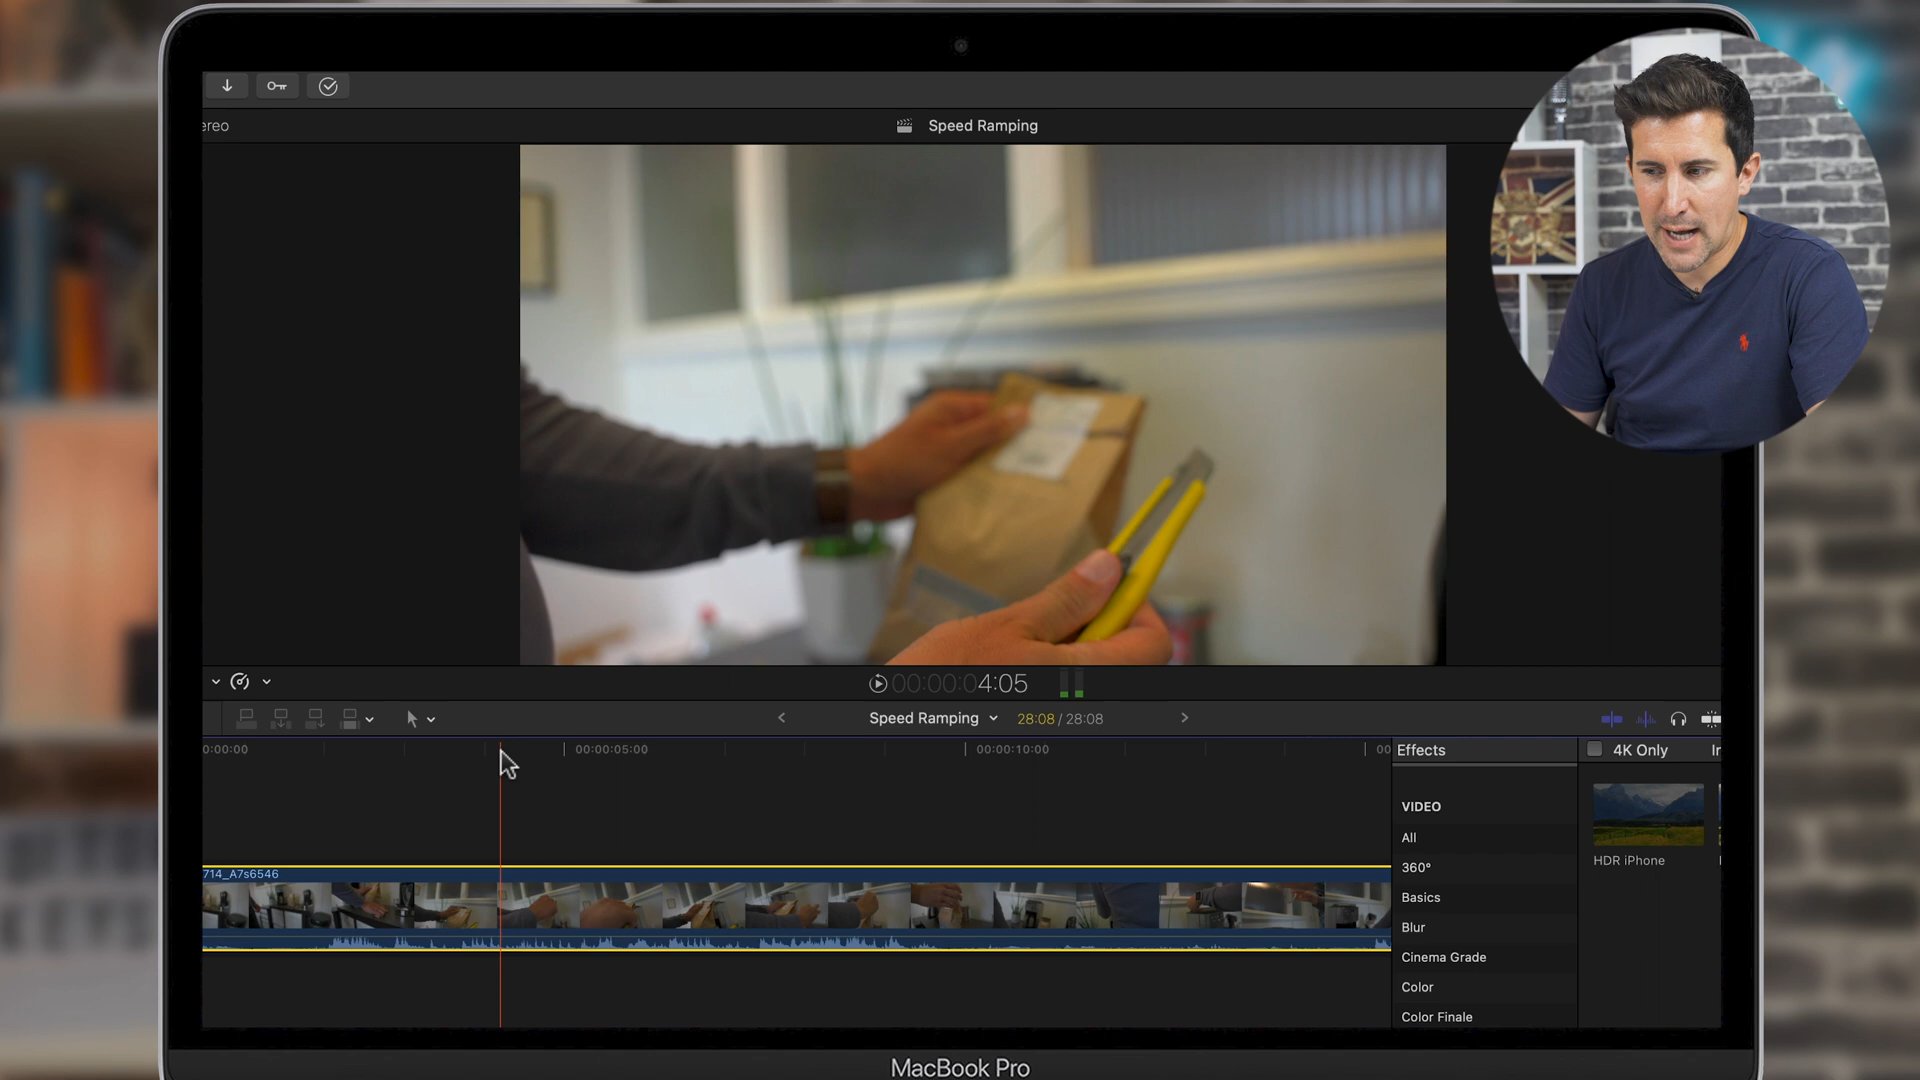 ereo
Speed Ramping
00:00:04:05
Speed Ramping
28:08 / 28:08
0:00:00
00:00:05:00
00:00:10:00
00
Effects
4K Only
In
VIDEO
All
360°
Basics
Blur
Cinema Grade
Color
Color Finale
HDR iPhone
714_A7s6546
MacBook Pro